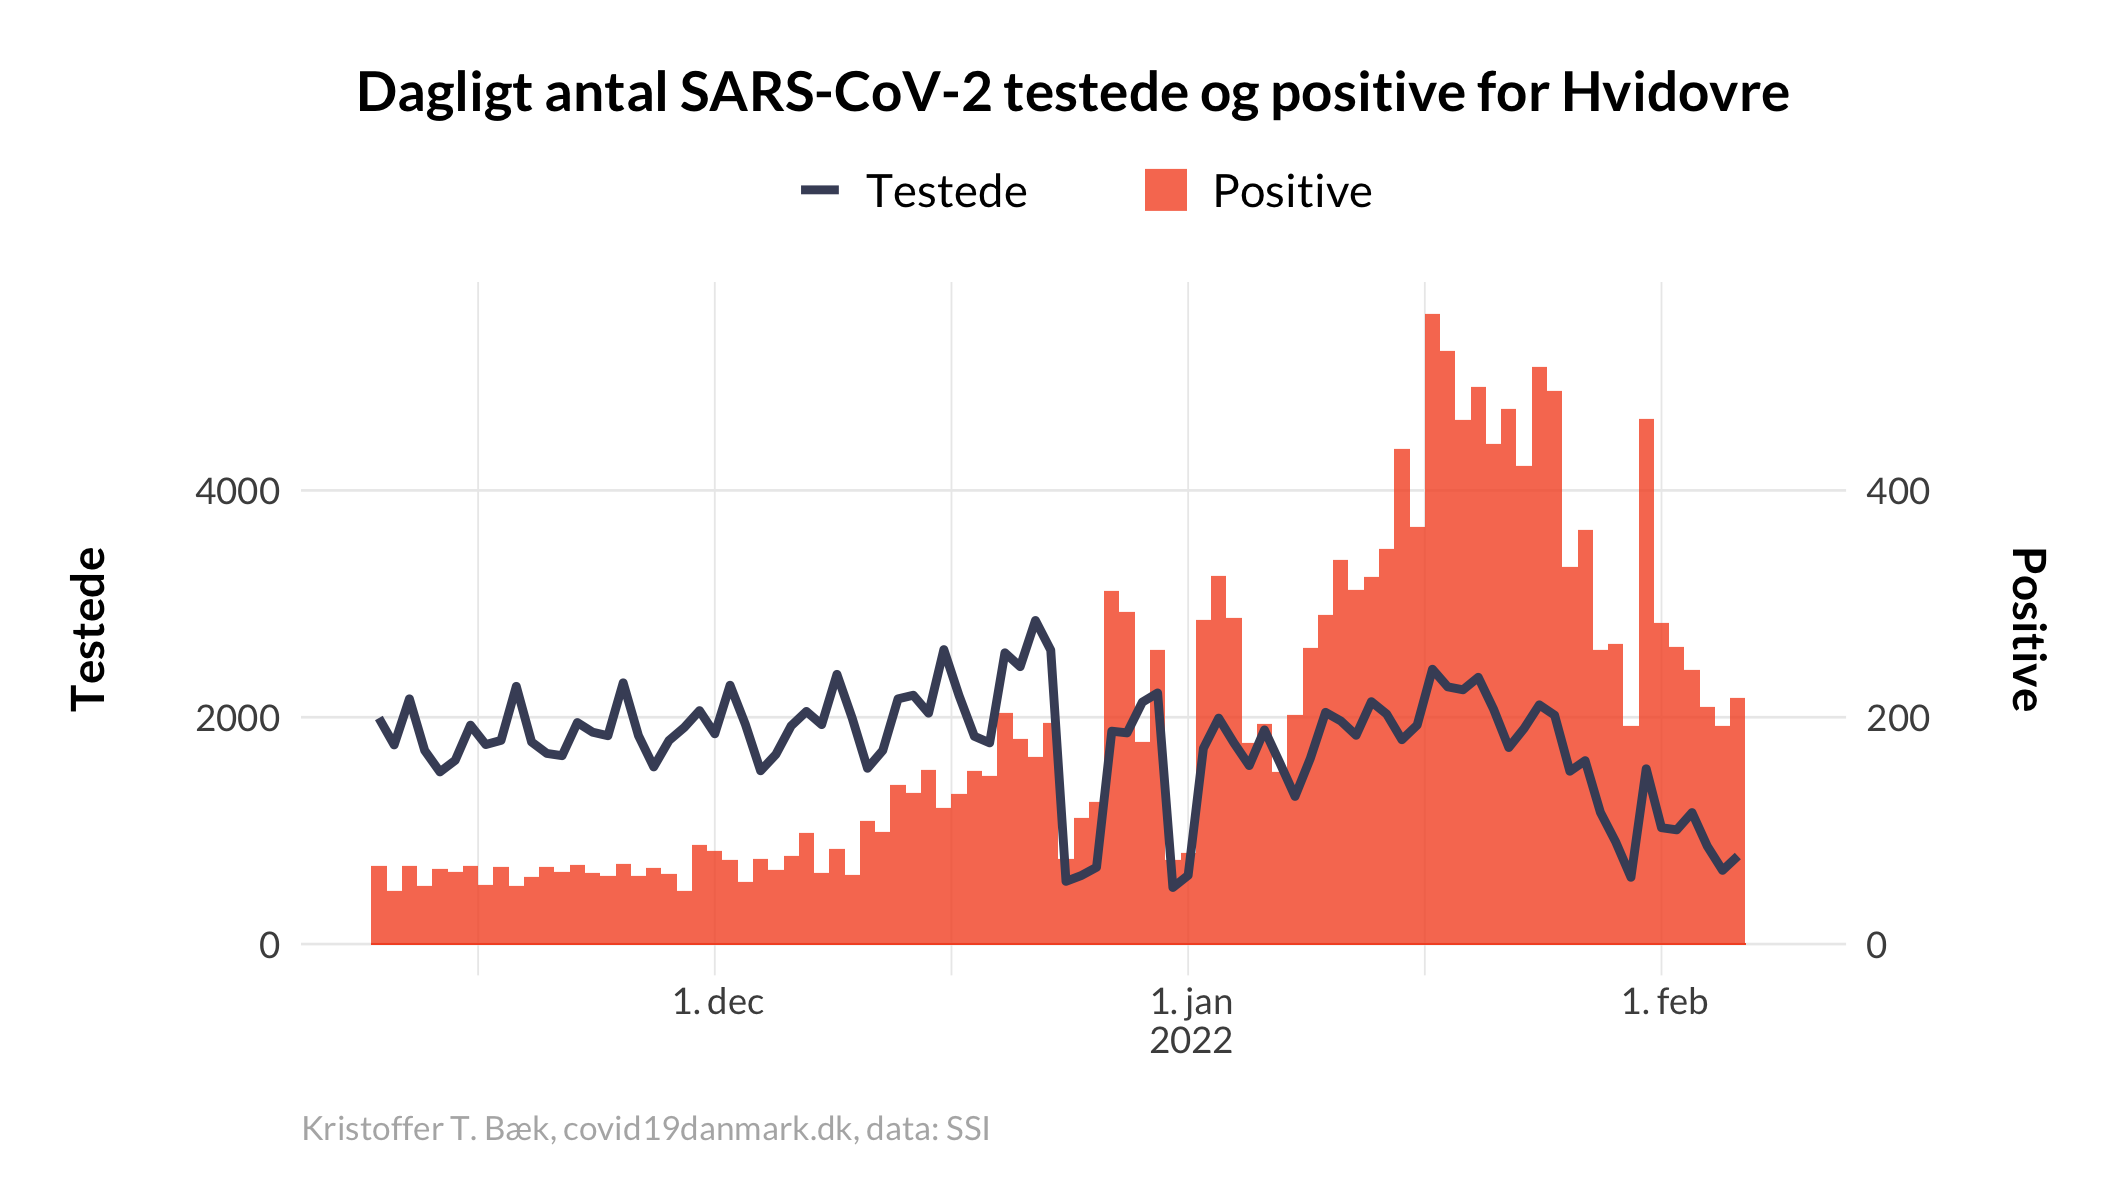 Dagligt antal SARS-CoV-2 testede og positive for Hvidovre
Testede
Positive
4000
2000
0
Testede
400
200
0
Positive
1. dec
1. jan
2022
1. feb
Kristoffer T. Bæk, covid19danmark.dk, data: SSI